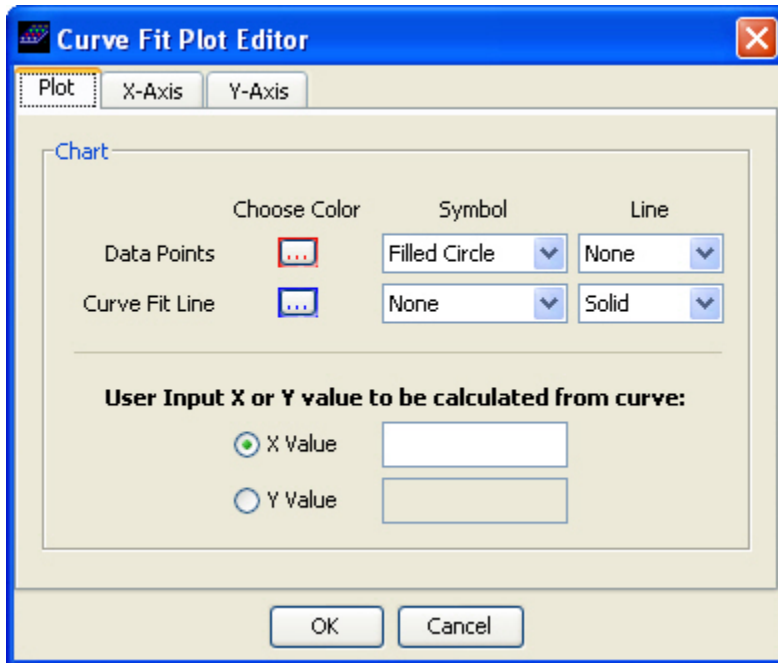 Curve Fit Plot Editor
Plot X-Axis Y-Axis
Chart
Choose Color Symbol Line
Data Points ... Filled Circle None
Curve Fit Line ... None Solid
User Input X or Y value to be calculated from curve:
X Value
Y Value
OK Cancel